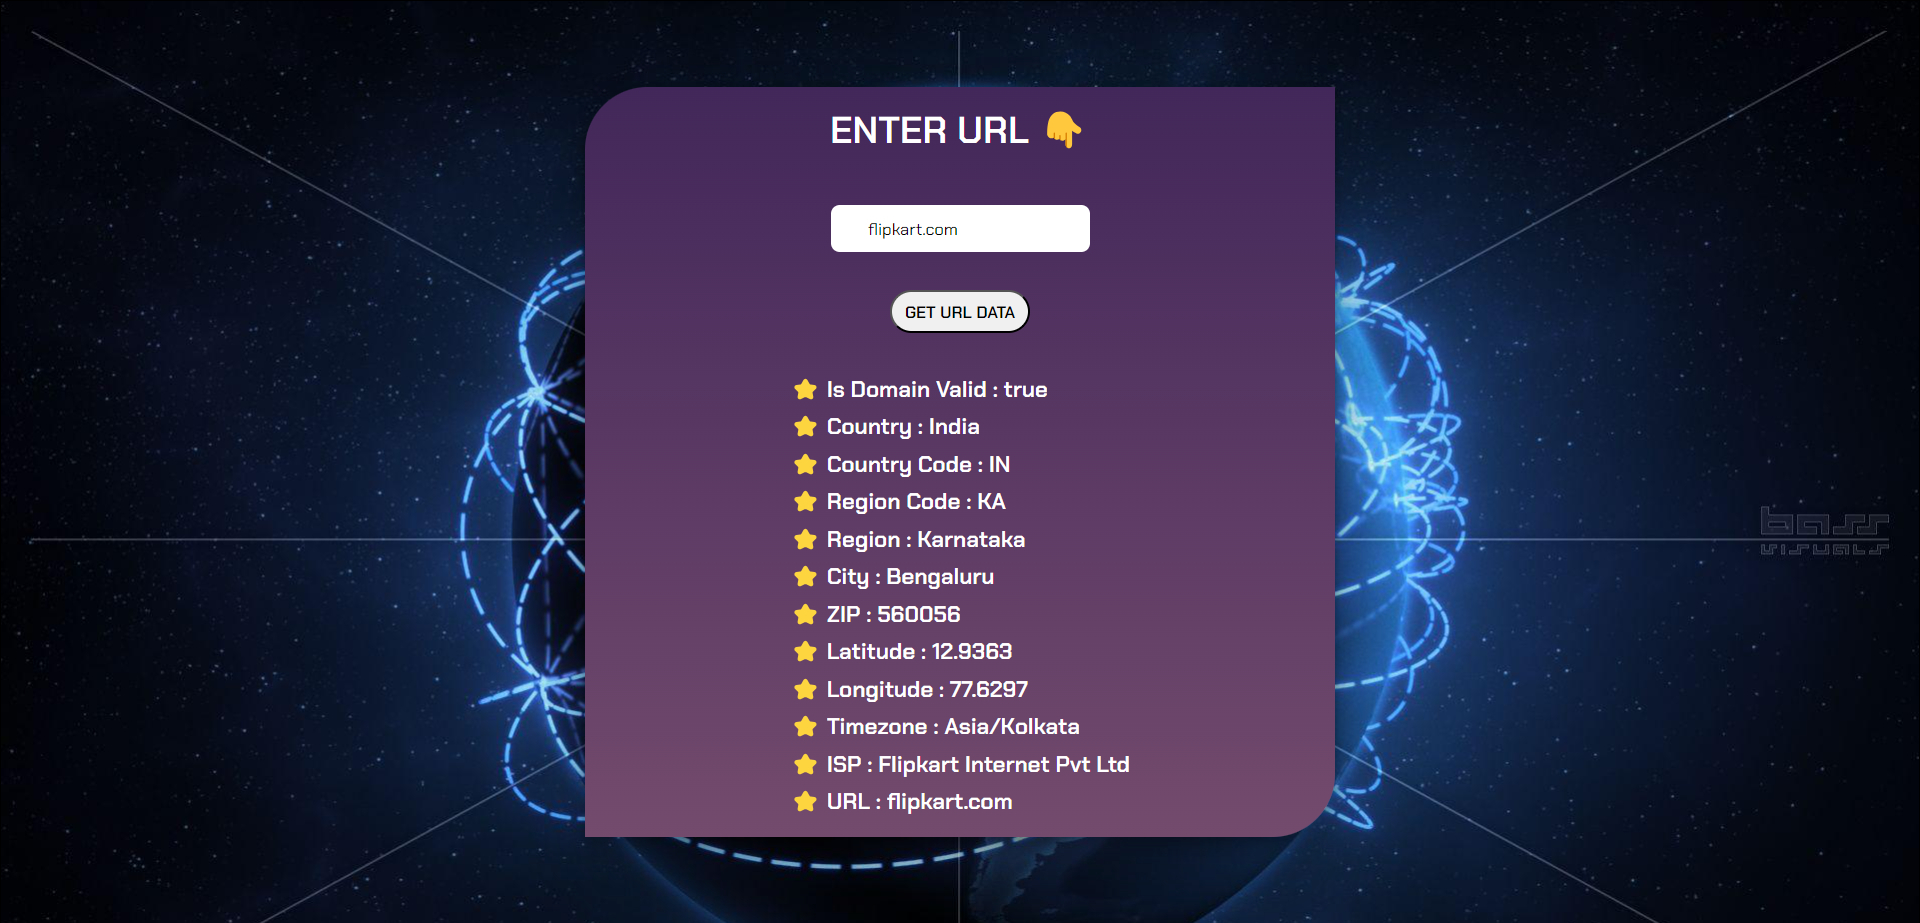 ENTER URL 👇
flipkart.com
GET URL DATA
⭐ Is Domain Valid : true
⭐ Country : India
⭐ Country Code : IN
⭐ Region Code : KA
⭐ Region : Karnataka
⭐ City : Bengaluru
bass
visuals
⭐ ZIP : 560056
⭐ Latitude : 12.9363
⭐ Longitude : 77.6297
⭐ Timezone : Asia/Kolkata
⭐ ISP : Flipkart Internet Pvt Ltd
⭐ URL : flipkart.com